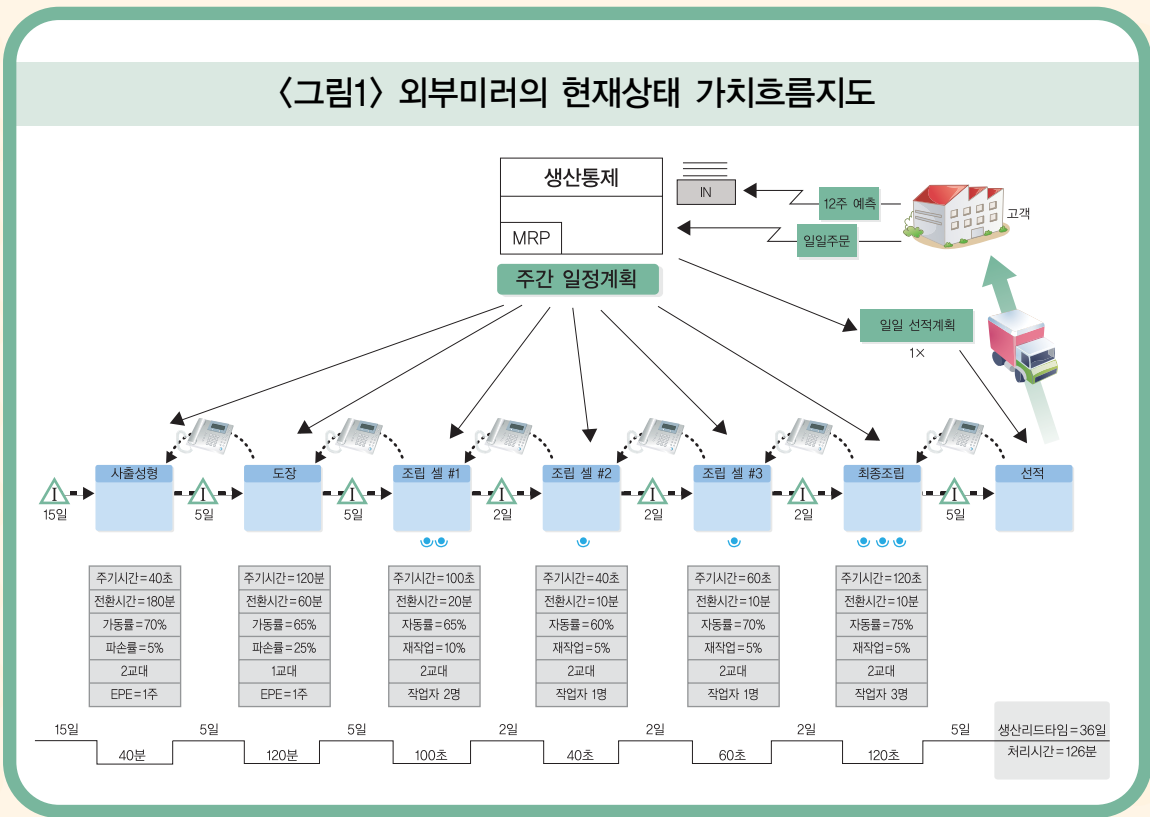 <그림1> 외부미러의 현재상태 가치흐름지도
생산통제
MRP
주간 일정계획
IN
12주 예측
일일주문
고객
일일 선적계획
1×
사출성형
도장
조립 셀 #1
조립 셀 #2
조립 셀 #3
최종조립
선적
I I I I I I I
15일 5일 5일 2일 2일 2일 5일
주기시간=40초
전환시간=180분
가동률=70%
파손률=5%
2교대
EPE=1주
주기시간=120분
전환시간=60분
가동률=65%
파손률=25%
1교대
EPE=1주
주기시간=100초
전환시간=20분
자동률=65%
재작업=10%
2교대
작업자 2명
주기시간=40초
전환시간=10분
자동률=60%
재작업=5%
2교대
작업자 1명
주기시간=60초
전환시간=10분
자동률=70%
재작업=5%
2교대
작업자 1명
주기시간=120초
전환시간=10분
자동률=75%
재작업=5%
2교대
작업자 3명
15일 5일 5일 2일 2일 2일 5일
40분 120분 100초 40초 60초 120초
생산리드타임=36일
처리시간=126분